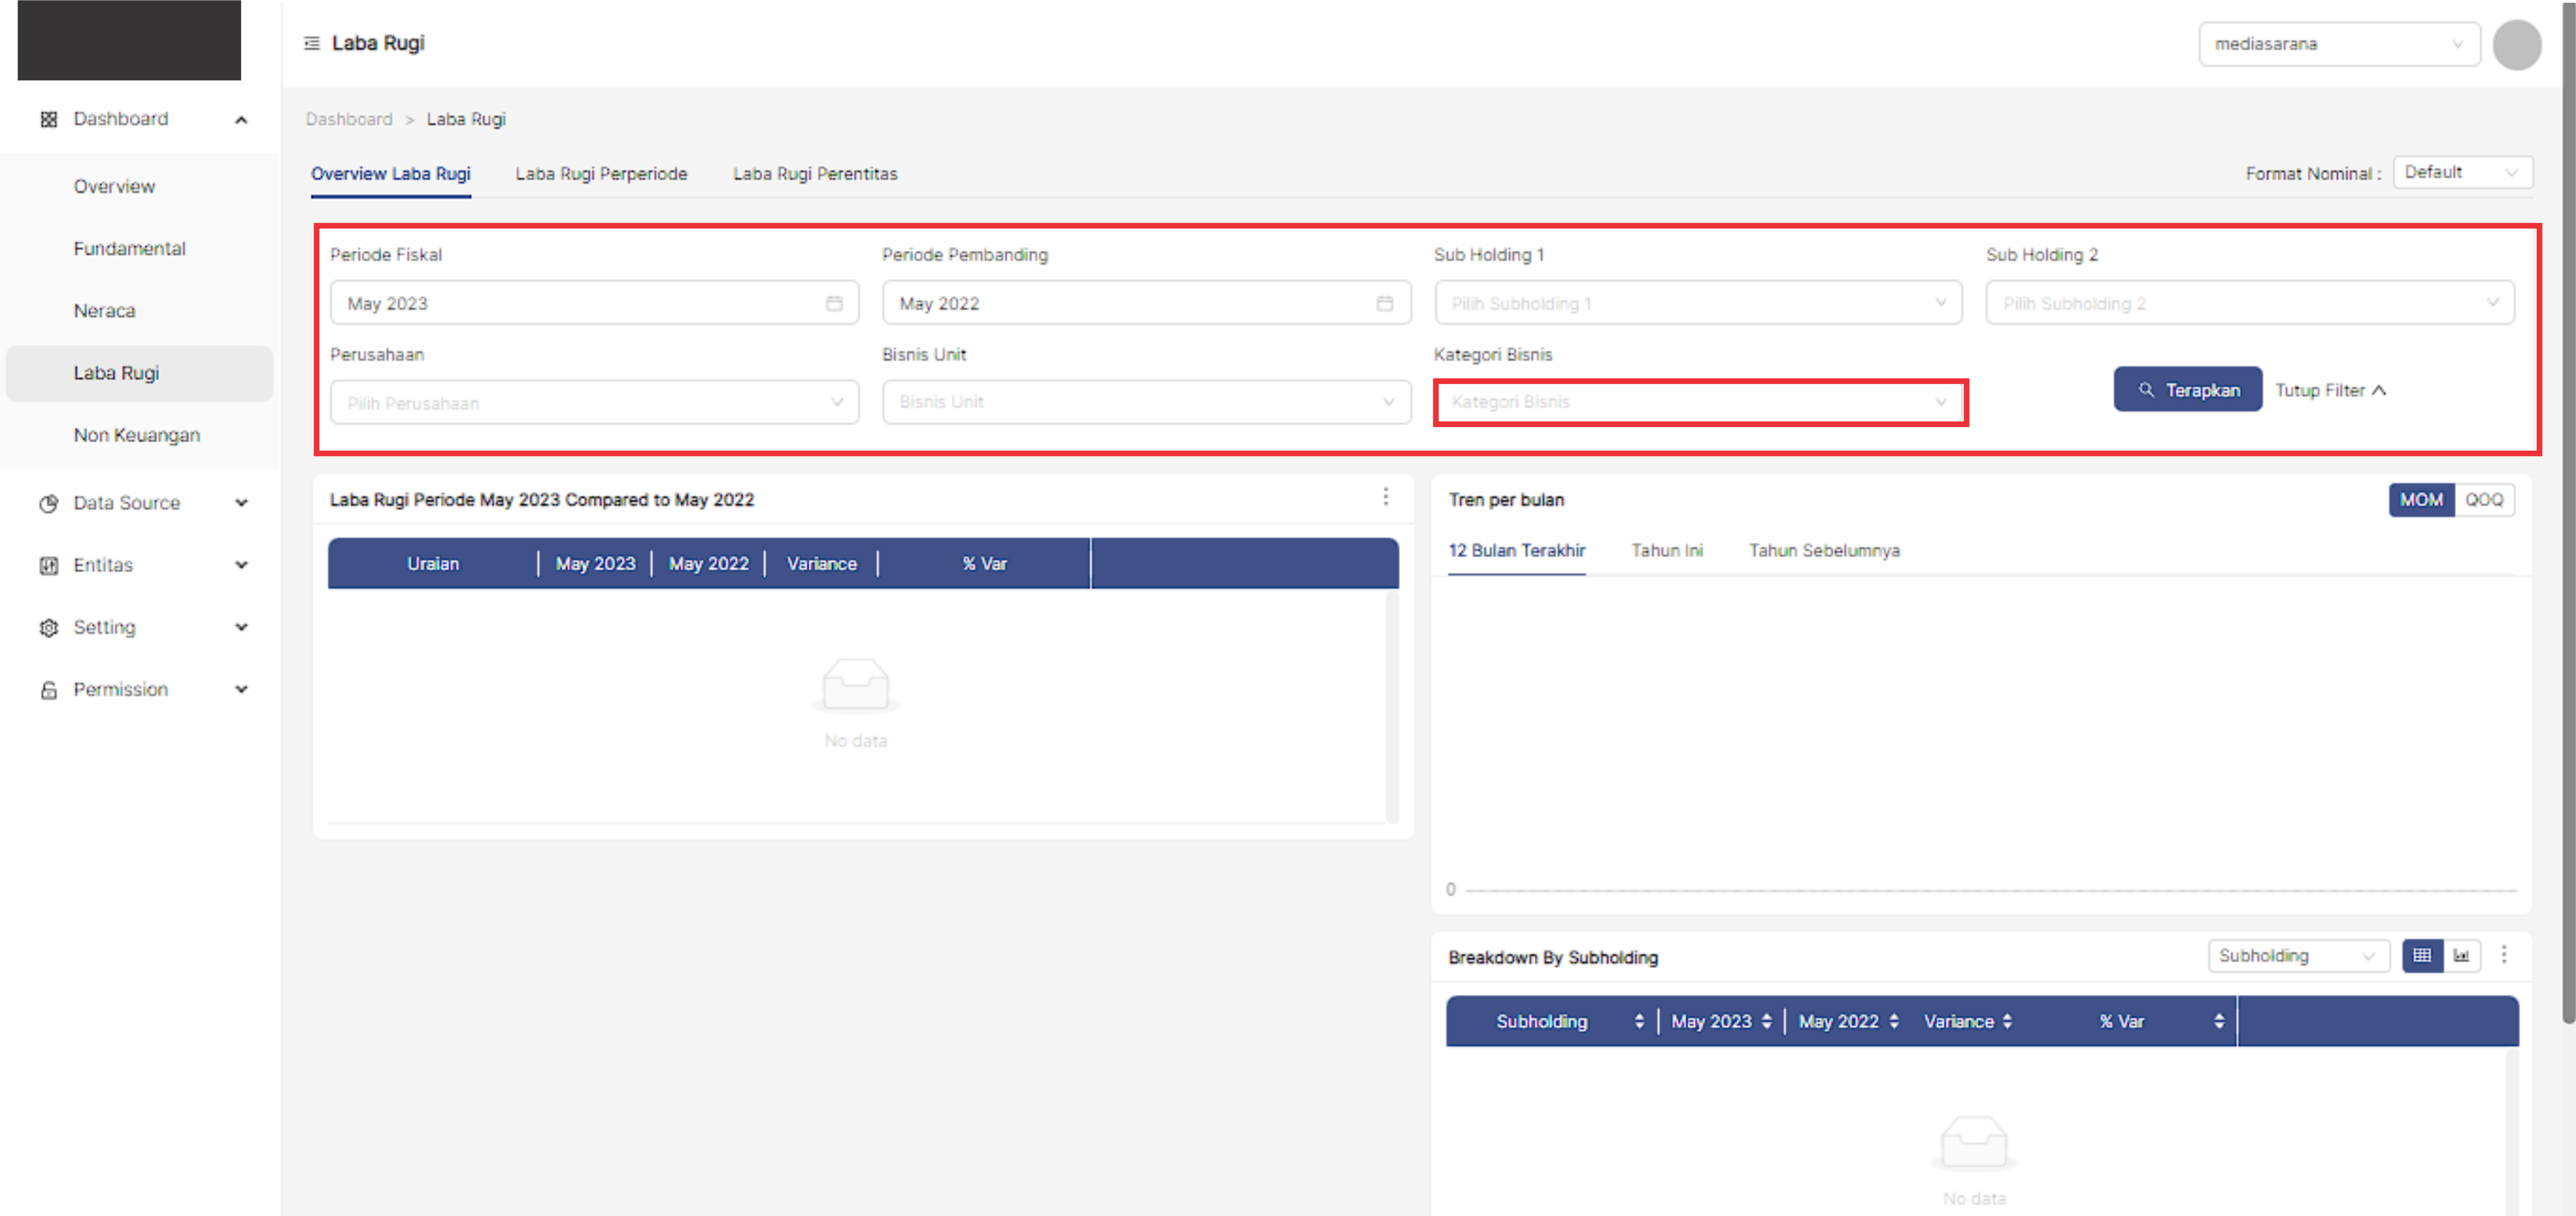 Laba Rugi
mediasarana
Dashboard
Overview
Fundamental
Neraca
Laba Rugi
Non Keuangan
Data Source
Entitas
Setting
Permission
Dashboard > Laba Rugi
Overview Laba Rugi Laba Rugi Perperiode Laba Rugi Perentitas
Format Nominal : Default
Periode Fiskal Periode Pembanding Sub Holding 1 Sub Holding 2
May 2023 May 2022 Pilih Subholding 1 Pilih Subholding 2
Perusahaan Bisnis Unit Kategori Bisnis
Pilih Perusahaan Bisnis Unit Kategori Bisnis
Terapkan Tutup Filter
Laba Rugi Periode May 2023 Compared to May 2022
Uraian May 2023 May 2022 Variance % Var
No data
Tren per bulan
MOM QOQ
12 Bulan Terakhir Tahun Ini Tahun Sebelumnya
0
Breakdown By Subholding
Subholding
Subholding May 2023 May 2022 Variance % Var
No data